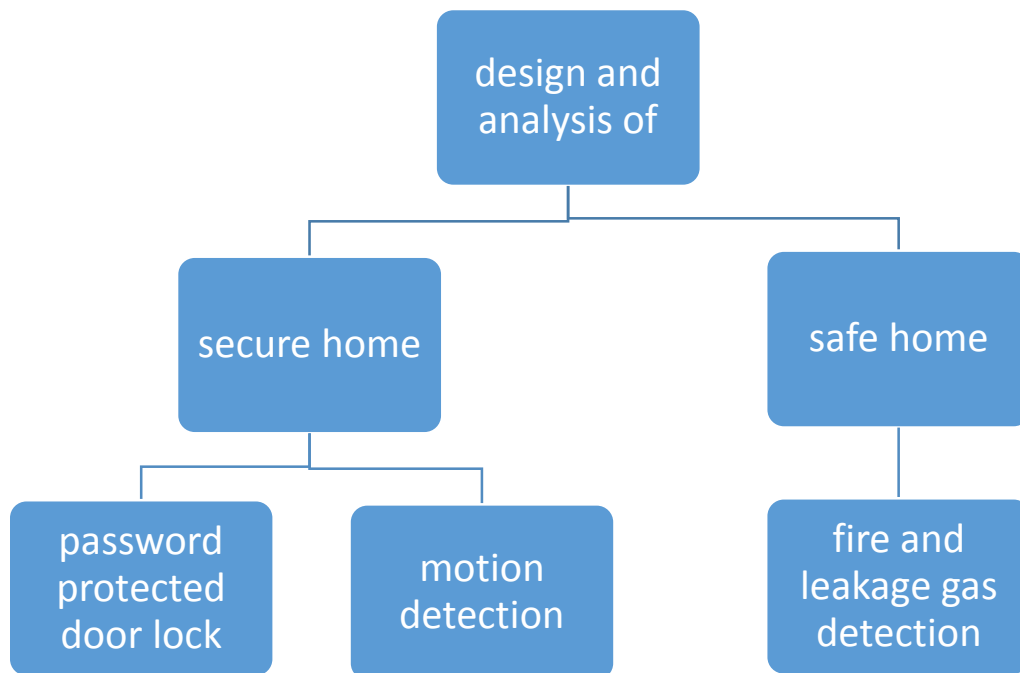 design and
analysis of
secure home
safe home
password
protected
door lock
motion
detection
fire and
leakage gas
detection